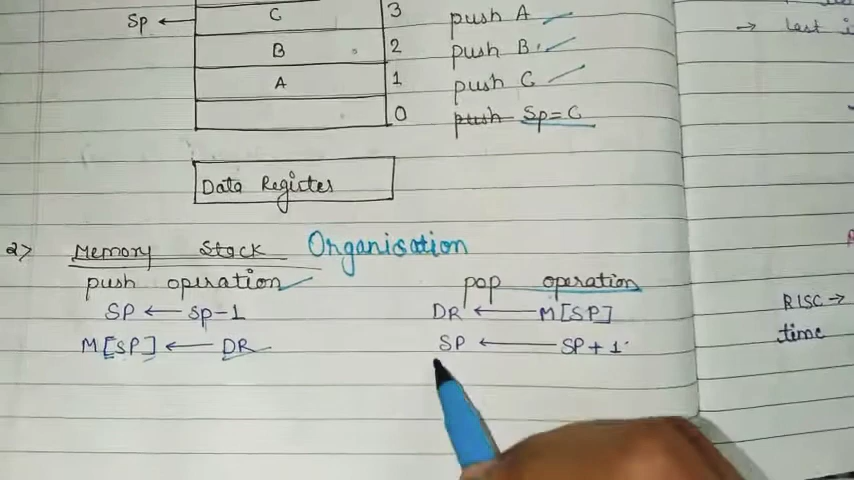 C 3 push A
Sp ←
B 2 push B.
A 1 push C
0 push Sp=C
Data Register
2> Memory Stack Organisation
push operation
SP ← Sp-1
M[SP] ← DR
pop operation
DR ← M[SP]
SP ← SP+1
→ last
RISC →
time